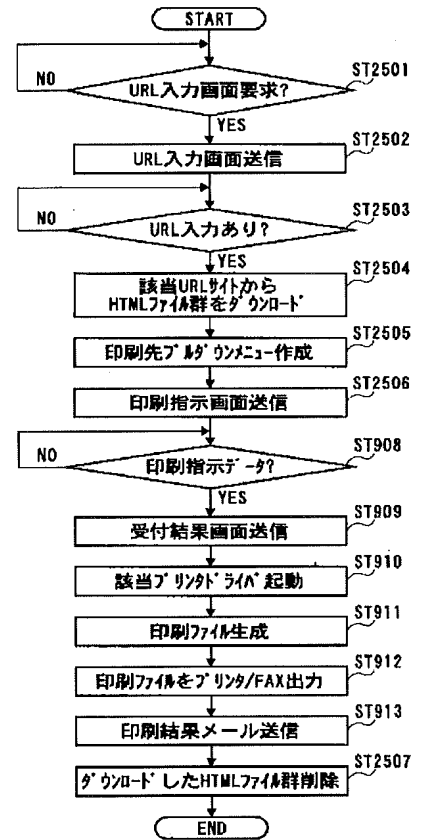 START
ST2501
NO
URL入力画面要求?
YES
ST2502
URL入力画面送信
ST2503
NO
URL入力あり?
YES
ST2504
該当URLサイトから
HTMLファイル群をダウンロード
ST2505
印刷先プルダウンメニュー作成
ST2506
印刷指示画面送信
ST908
NO
印刷指示データ?
YES
ST909
受付結果画面送信
ST910
該当プリンタドライバ起動
ST911
印刷ファイル生成
ST912
印刷ファイルをプリンタ/FAX出力
ST913
印刷結果メール送信
ST2507
ダウンロードしたHTMLファイル群削除
END